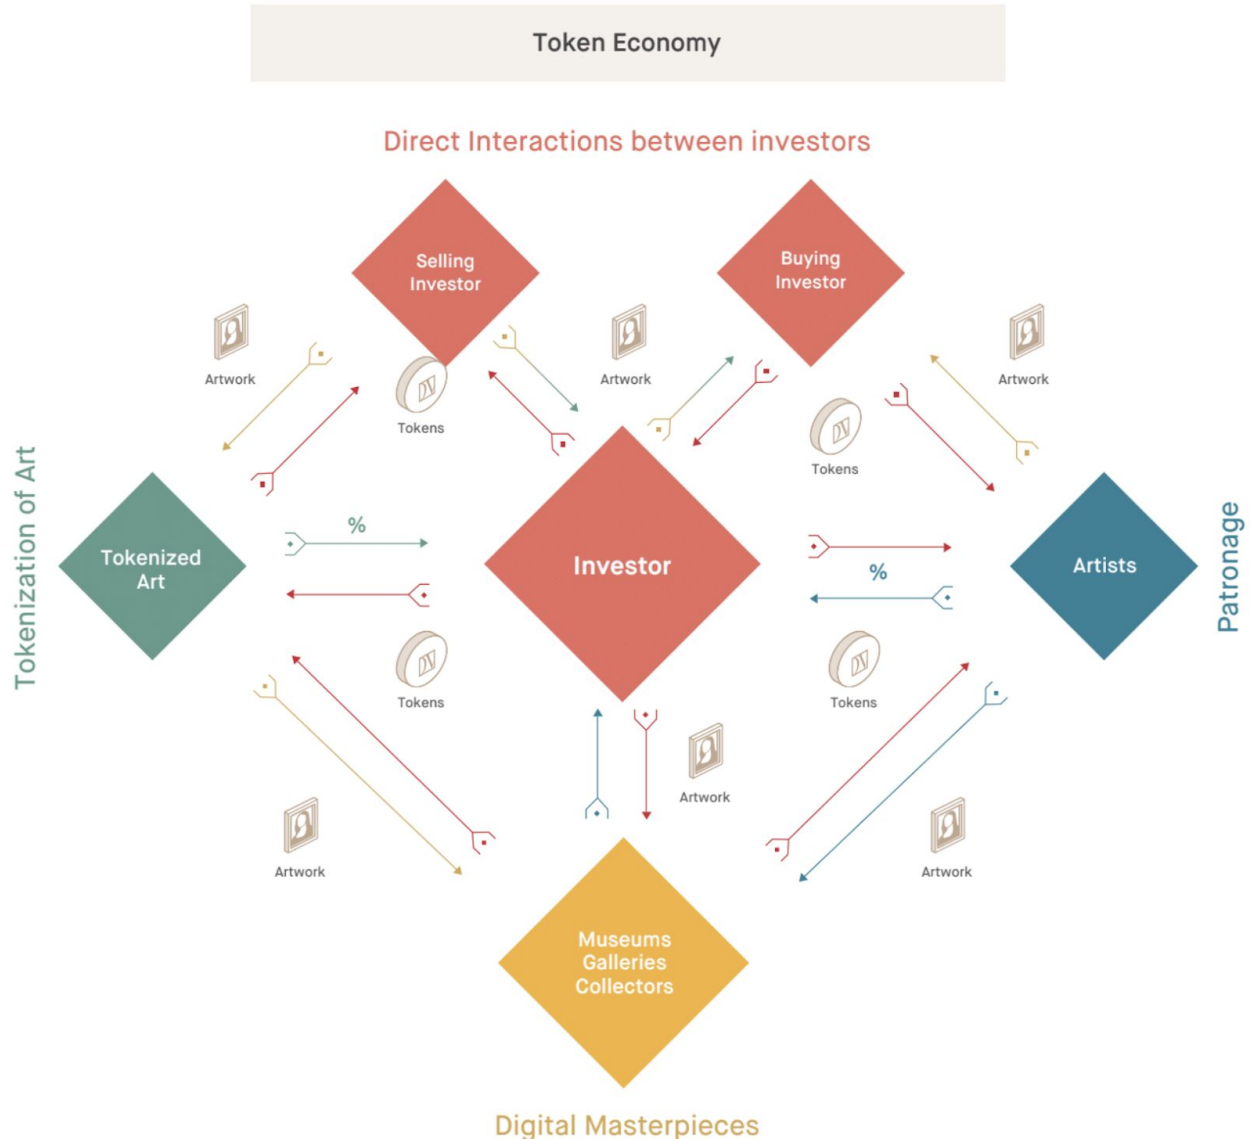 Token Economy
Direct Interactions between investors
Selling
Investor
Buying
Investor
Artwork
Artwork
Artwork
Tokens
Tokens
Tokenization of Art
Tokenized
Art
%
Investor
%
Artists
Patronage
Tokens
Tokens
Artwork
Artwork
Artwork
Museums
Galleries
Collectors
Digital Masterpieces